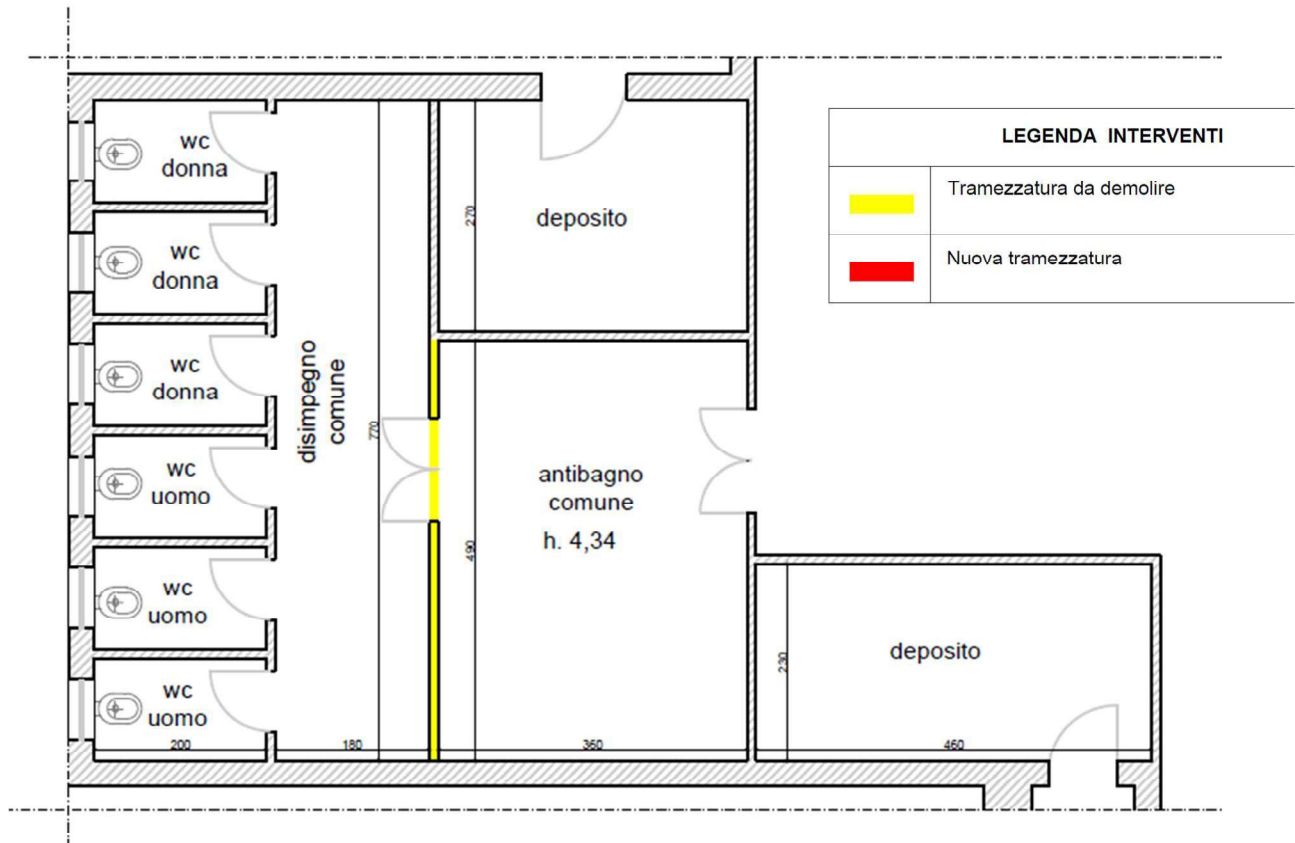 LEGENDA INTERVENTI
Tramezzatura da demolire
Nuova tramezzatura
wc
donna
wc
donna
wc
donna
wc
uomo
wc
uomo
wc
uomo
200
disimpegno
comune
770
180
deposito
270
antibagno
comune
h. 4,34
490
360
deposito
230
460